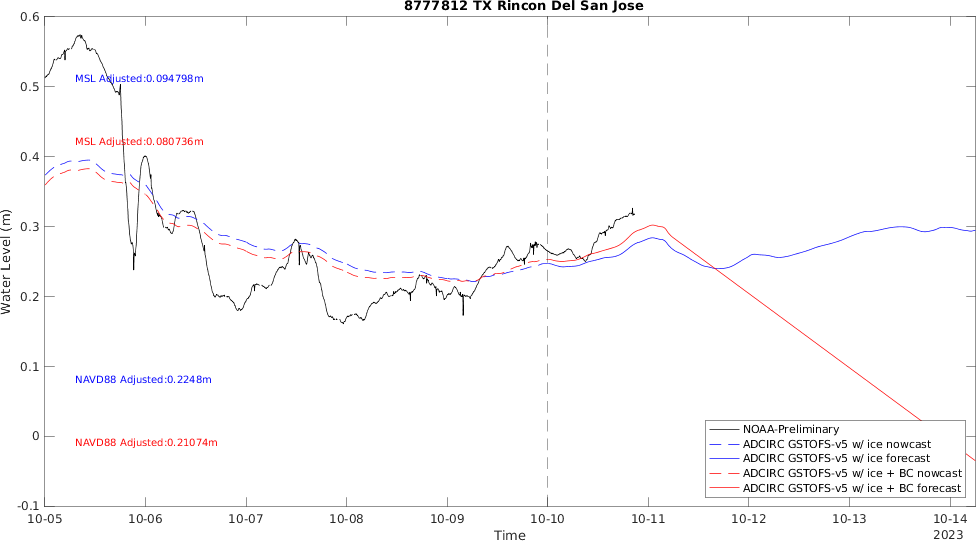 8777812 TX Rincon Del San Jose
0.6
0.5
0.4
0.3
0.2
0.1
0
-0.1
Water Level (m)
MSL Adjusted:0.094798m
MSL Adjusted:0.080736m
NAVD88 Adjusted:0.2248m
NAVD88 Adjusted:0.21074m
NOAA-Preliminary
ADCIRC GSTOFS-v5 w/ ice nowcast
ADCIRC GSTOFS-v5 w/ ice forecast
ADCIRC GSTOFS-v5 w/ ice + BC nowcast
ADCIRC GSTOFS-v5 w/ ice + BC forecast
10-05 10-06 10-07 10-08 10-09 10-10 10-11 10-12 10-13 10-14
Time
2023